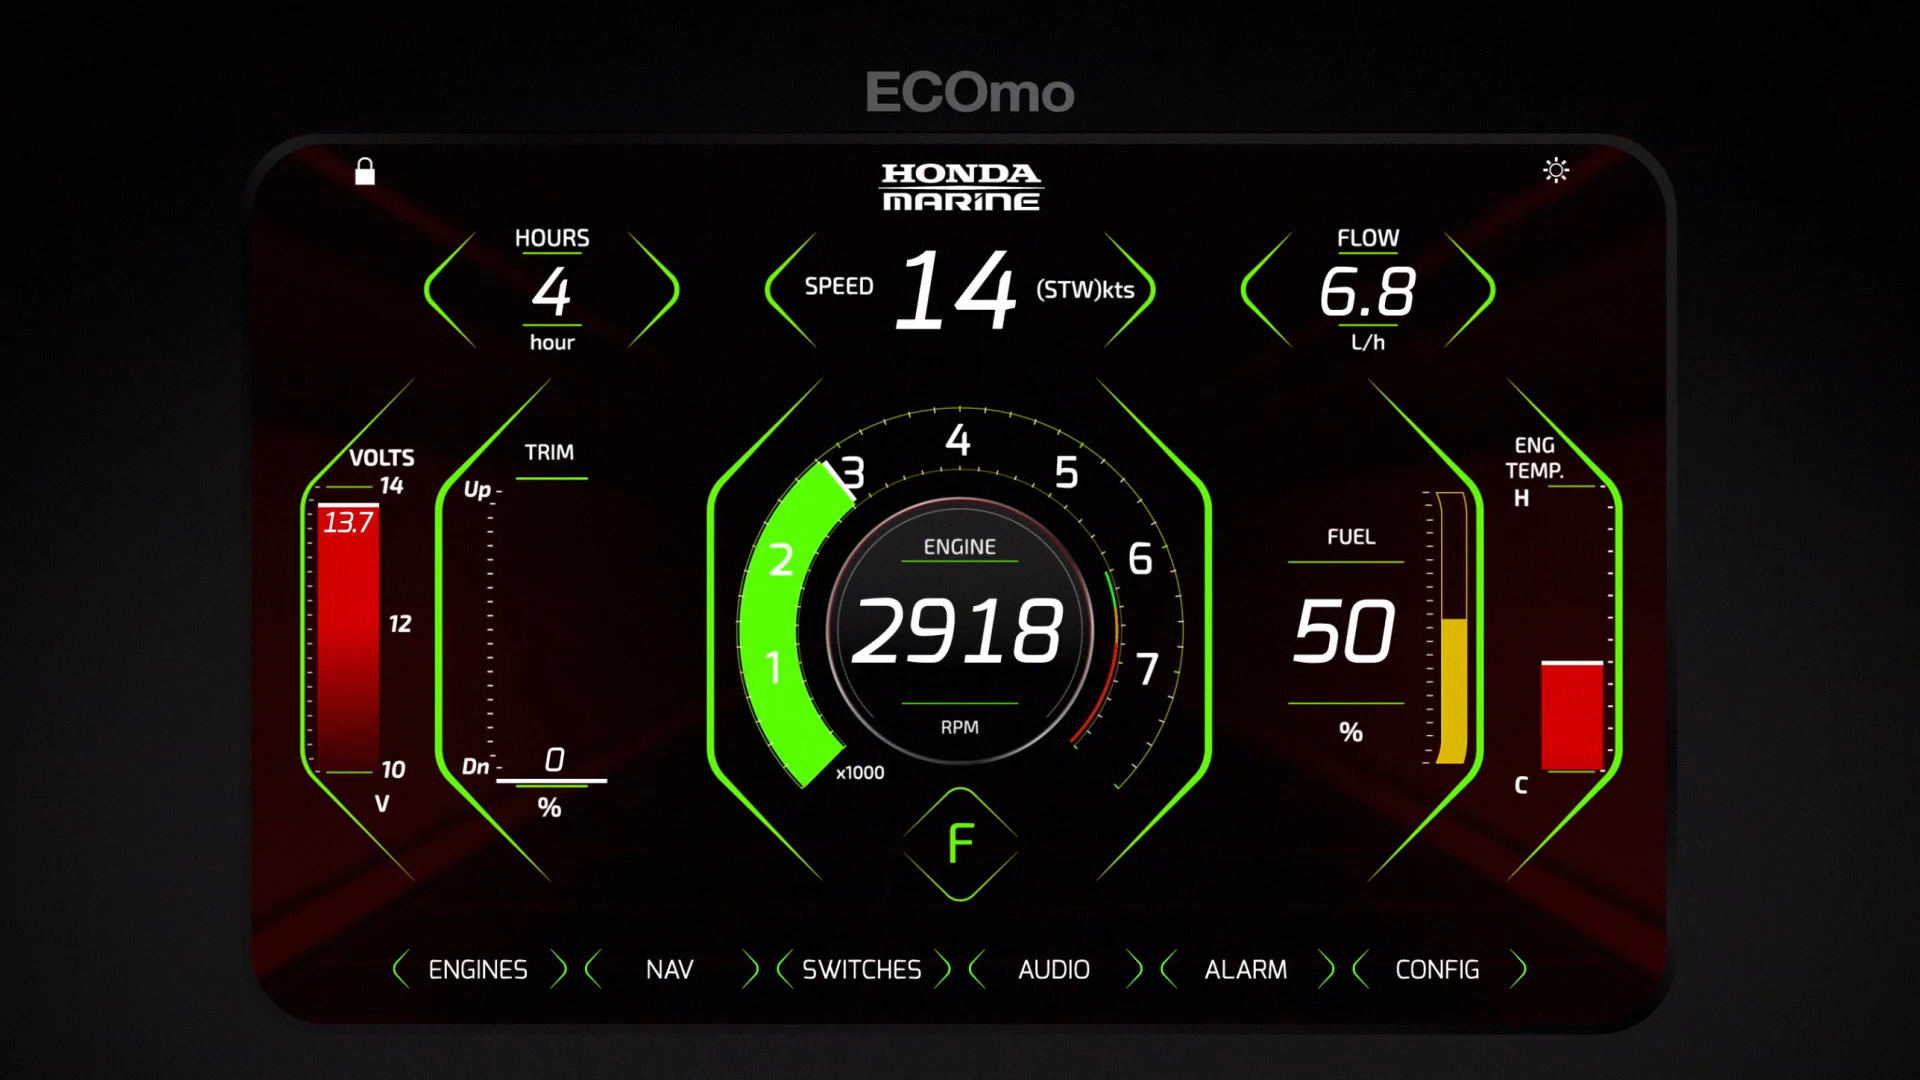 ECOmo
HONDA
MARINE
HOURS
4
hour
SPEED 14 (STW)kts
FLOW
6.8
L/h
VOLTS
14
13.7
12
10
V
TRIM
Up
Dn
0
%
1
2
3
4
5
6
7
x1000
ENGINE
2918
RPM
F
FUEL
50
%
ENG
TEMP.
H
C
ENGINES NAV SWITCHES AUDIO ALARM CONFIG